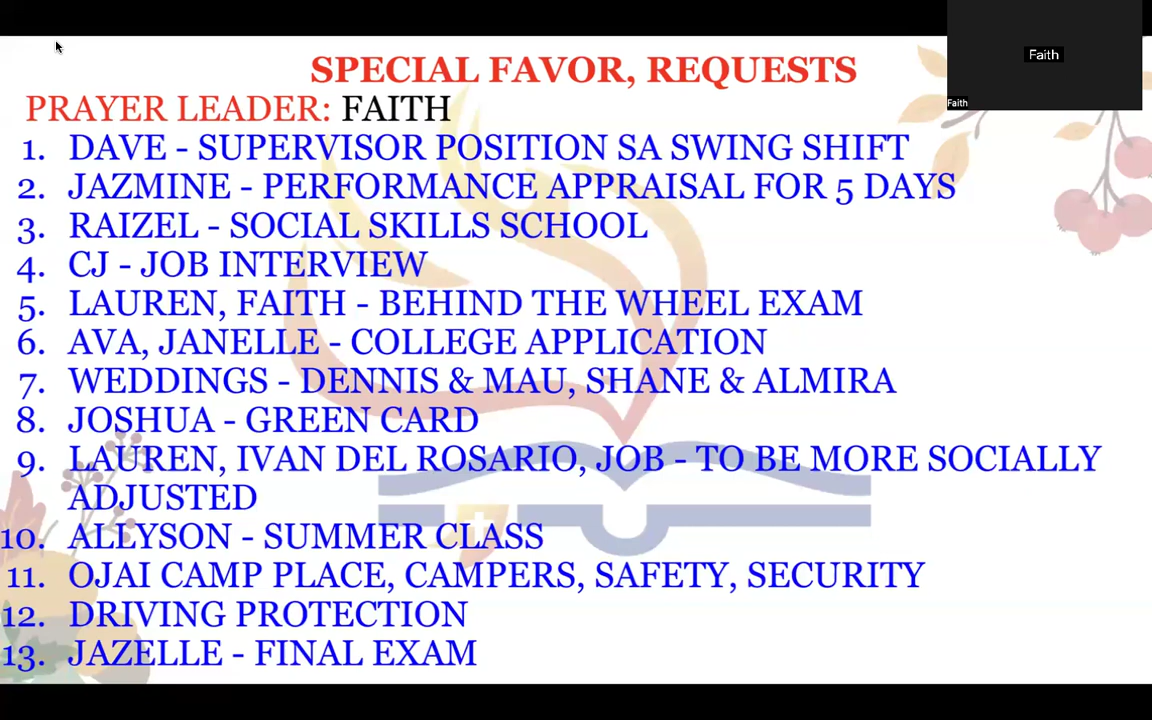 Faith
Faith
SPECIAL FAVOR, REQUESTS
PRAYER LEADER: FAITH
1. DAVE - SUPERVISOR POSITION SA SWING SHIFT
2. JAZMINE - PERFORMANCE APPRAISAL FOR 5 DAYS
3. RAIZEL - SOCIAL SKILLS SCHOOL
4. CJ - JOB INTERVIEW
5. LAUREN, FAITH - BEHIND THE WHEEL EXAM
6. AVA, JANELLE - COLLEGE APPLICATION
7. WEDDINGS - DENNIS & MAU, SHANE & ALMIRA
8. JOSHUA - GREEN CARD
9. LAUREN, IVAN DEL ROSARIO, JOB - TO BE MORE SOCIALLY
ADJUSTED
10. ALLYSON - SUMMER CLASS
11. OJAI CAMP PLACE, CAMPERS, SAFETY, SECURITY
12. DRIVING PROTECTION
13. JAZELLE - FINAL EXAM